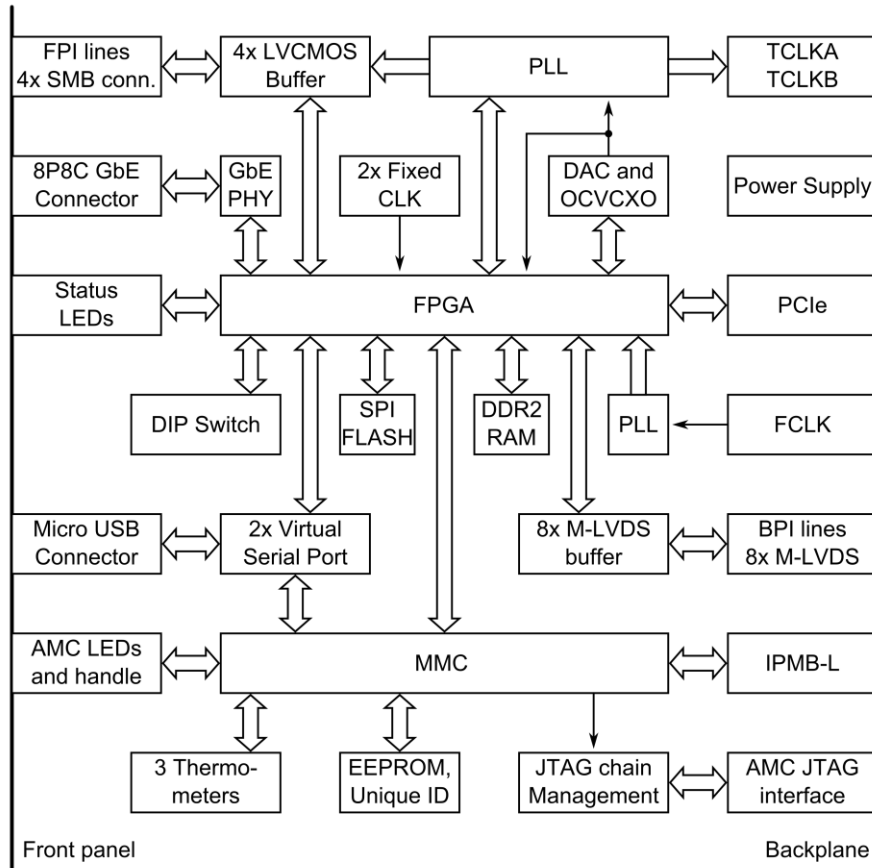 FPI lines
4x SMB conn.
4x LVCMOS
Buffer
PLL
TCLKA
TCLKB
8P8C GbE
Connector
GbE
PHY
2x Fixed
CLK
DAC and
OCVCXO
Power Supply
Status
LEDs
FPGA
PCIe
DIP Switch
SPI
FLASH
DDR2
RAM
PLL
FCLK
Micro USB
Connector
2x Virtual
Serial Port
8x M-LVDS
buffer
BPI lines
8x M-LVDS
AMC LEDs
and handle
MMC
IPMB-L
3 Thermo-
meters
EEPROM,
Unique ID
JTAG chain
Management
AMC JTAG
interface
Front panel
Backplane